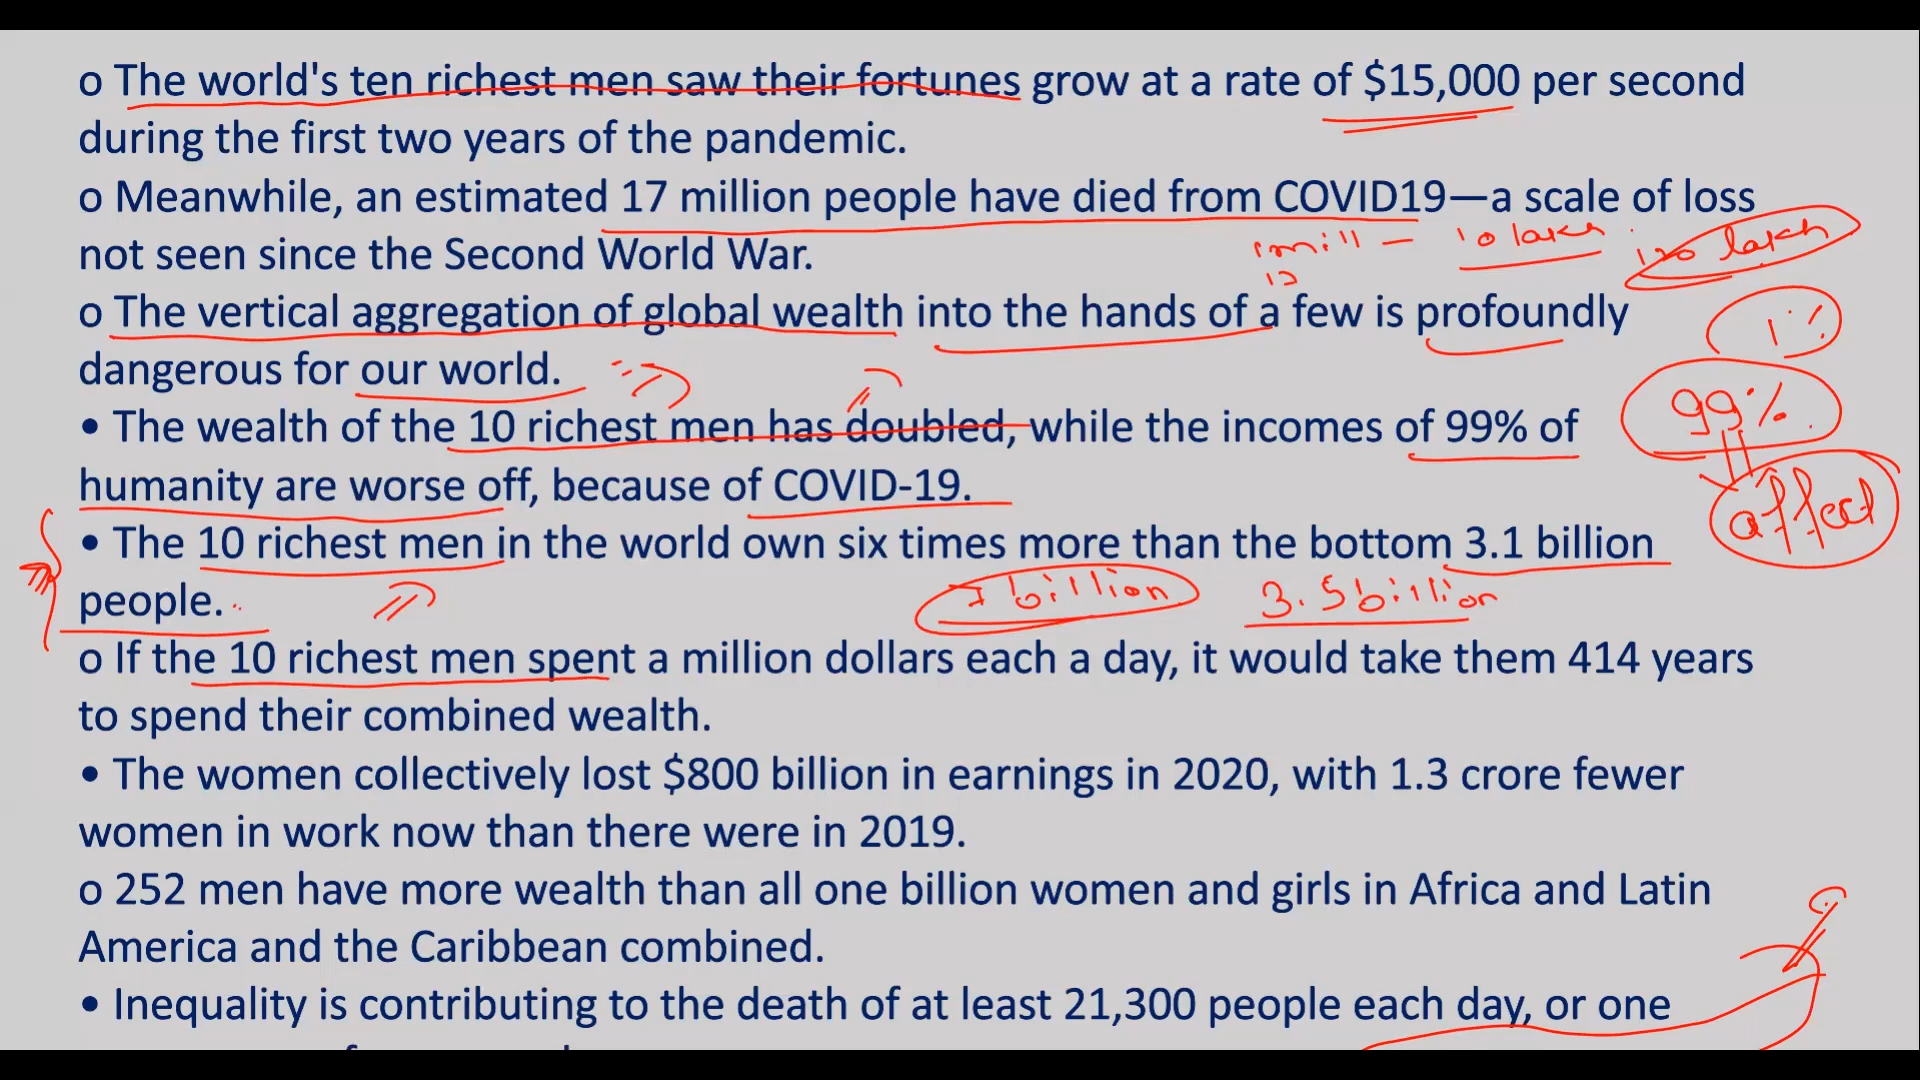 o The world's ten richest men saw their fortunes grow at a rate of $15,000 per second
during the first two years of the pandemic.
o Meanwhile, an estimated 17 million people have died from COVID19—a scale of loss
not seen since the Second World War.
1 mill – 10 lakh
lakh
o The vertical aggregation of global wealth into the hands of a few is profoundly
1%
dangerous for our world.
99%
• The wealth of the 10 richest men has doubled, while the incomes of 99% of
humanity are worse off, because of COVID-19.
affect
• The 10 richest men in the world own six times more than the bottom 3.1 billion
people.
7 billion 3.5 billion
o If the 10 richest men spent a million dollars each a day, it would take them 414 years
to spend their combined wealth.
• The women collectively lost $800 billion in earnings in 2020, with 1.3 crore fewer
women in work now than there were in 2019.
o 252 men have more wealth than all one billion women and girls in Africa and Latin
America and the Caribbean combined.
• Inequality is contributing to the death of at least 21,300 people each day, or one